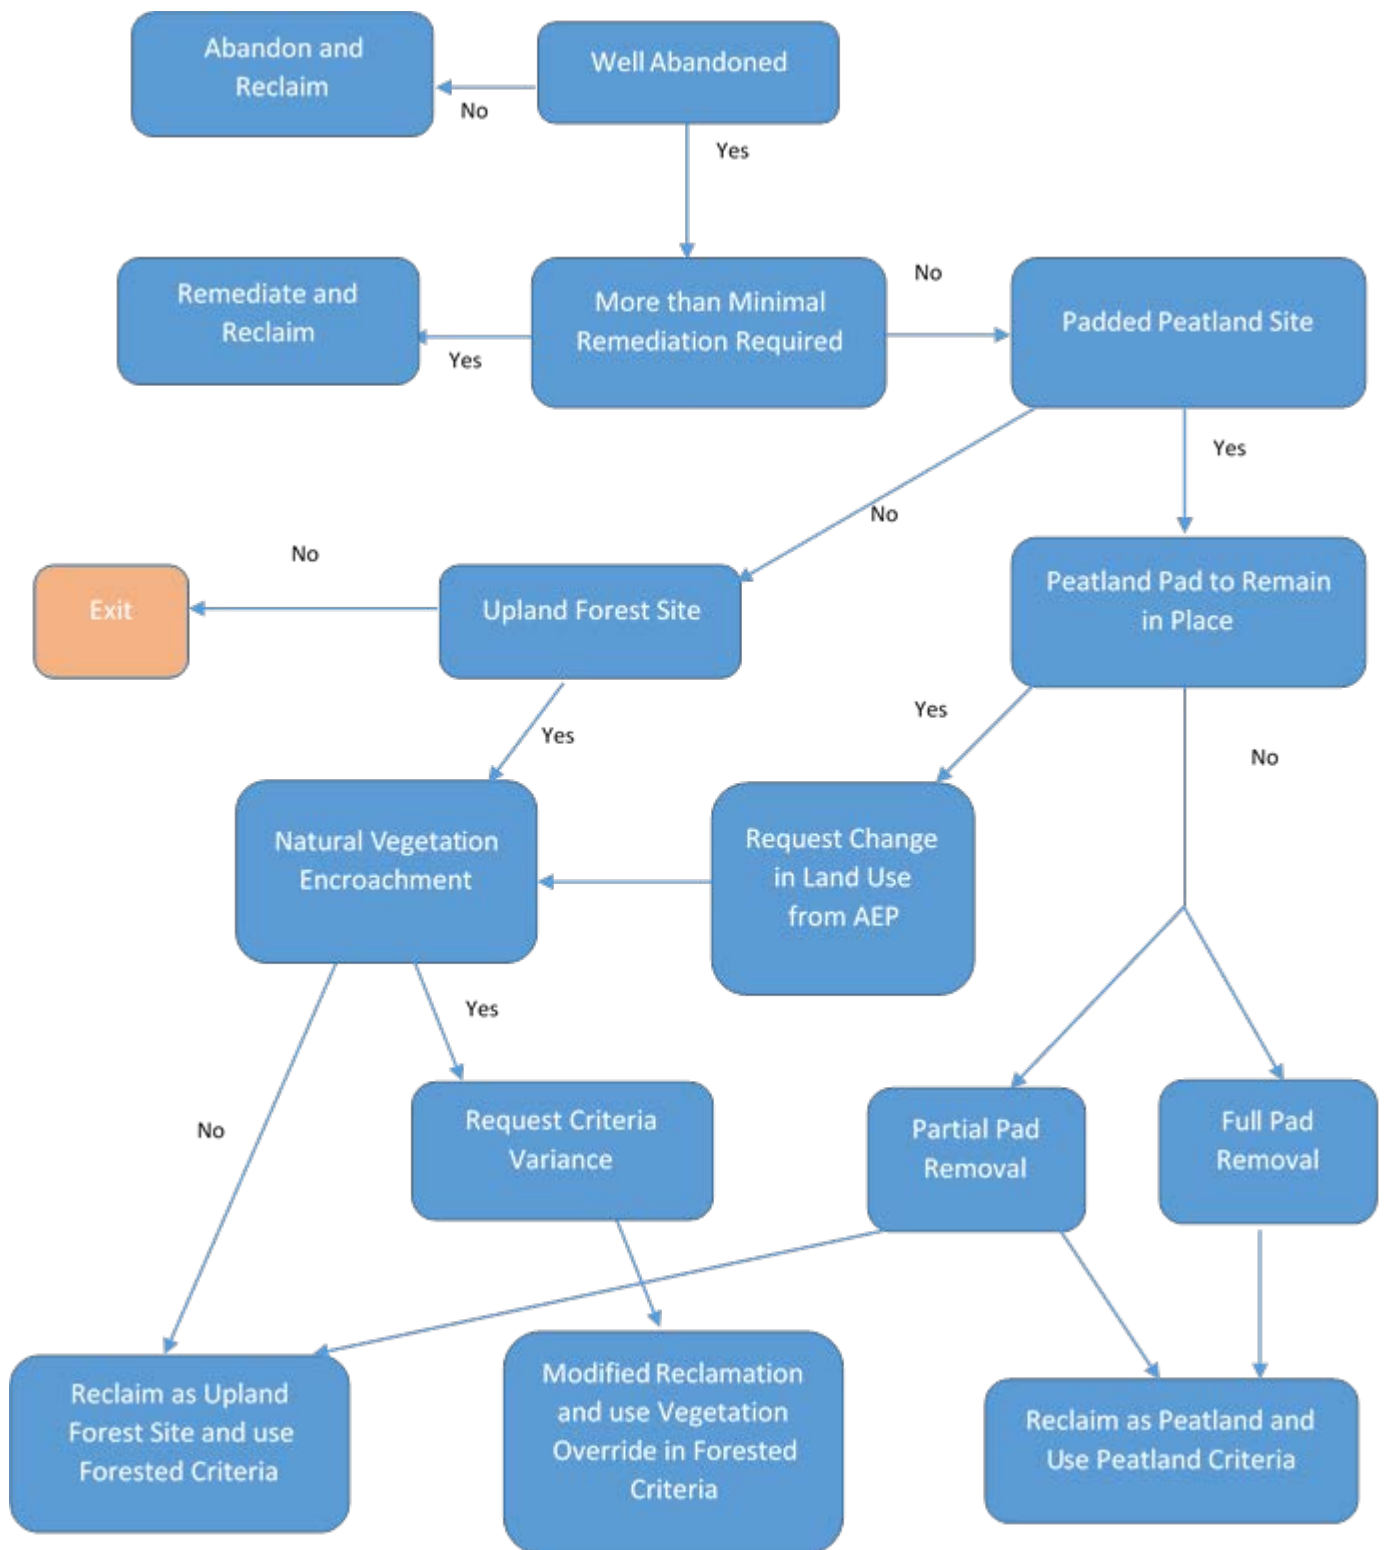 Abandon and
Reclaim
Well Abandoned
No
Yes
Remediate and
Reclaim
More than Minimal
Remediation Required
No
Padded Peatland Site
Yes
Yes
No
No
Exit
Upland Forest Site
Peatland Pad to Remain
in Place
Yes
Yes
No
Natural Vegetation
Encroachment
Request Change
in Land Use
from AEP
Yes
No
Request Criteria
Variance
Partial Pad
Removal
Full Pad
Removal
Reclaim as Upland
Forest Site and use
Forested Criteria
Modified Reclamation
and use Vegetation
Override in Forested
Criteria
Reclaim as Peatland and
Use Peatland Criteria